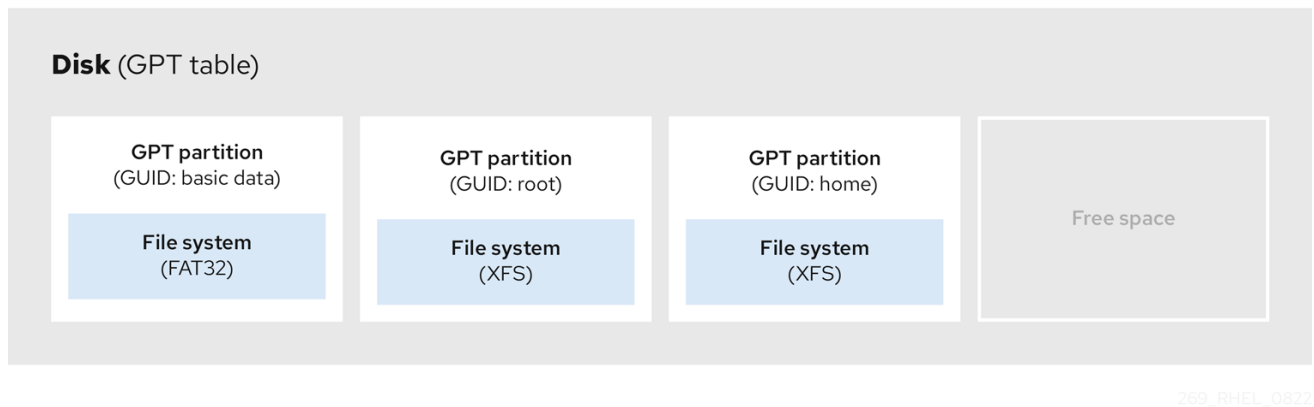 Disk (GPT table)
GPT partition
(GUID: basic data)
File system
(FAT32)
GPT partition
(GUID: root)
File system
(XFS)
GPT partition
(GUID: home)
File system
(XFS)
Free space
269_RHEL_0822